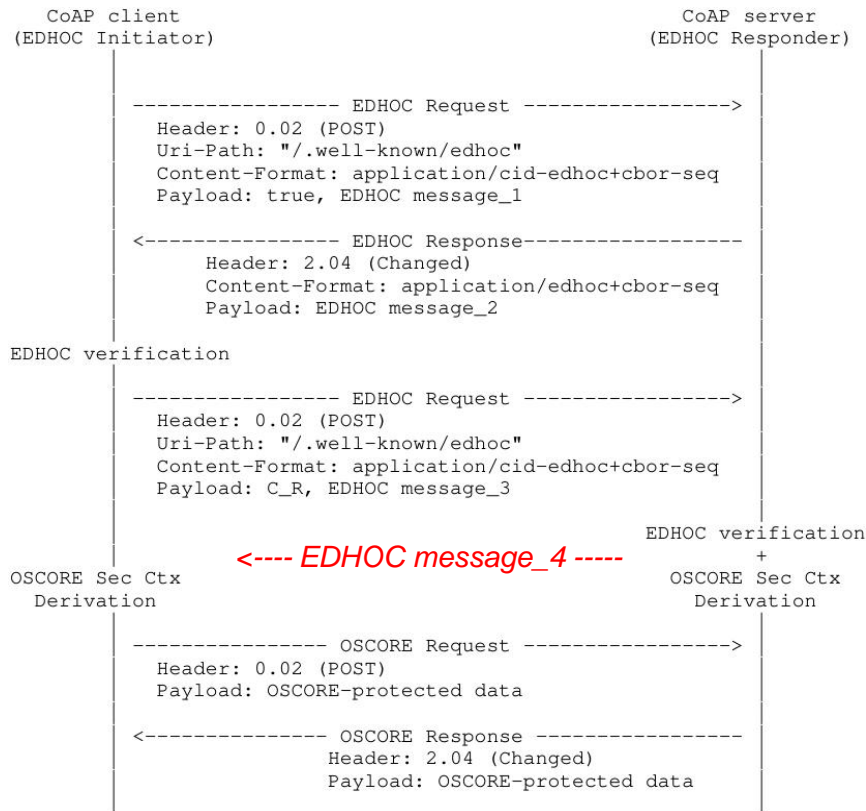 CoAP client CoAP server
(EDHOC Initiator) (EDHOC Responder)
----------------- EDHOC Request ----------------->
Header: 0.02 (POST)
Uri-Path: "/.well-known/edhoc"
Content-Format: application/cid-edhoc+cbor-seq
Payload: true, EDHOC message_1
<---------------- EDHOC Response------------------
Header: 2.04 (Changed)
Content-Format: application/edhoc+cbor-seq
Payload: EDHOC message_2
EDHOC verification
----------------- EDHOC Request ----------------->
Header: 0.02 (POST)
Uri-Path: "/.well-known/edhoc"
Content-Format: application/cid-edhoc+cbor-seq
Payload: C_R, EDHOC message_3
EDHOC verification
<---- EDHOC message_4 ----- +
OSCORE Sec Ctx OSCORE Sec Ctx
Derivation Derivation
---------------- OSCORE Request ----------------->
Header: 0.02 (POST)
Payload: OSCORE-protected data
<--------------- OSCORE Response -----------------
Header: 2.04 (Changed)
Payload: OSCORE-protected data